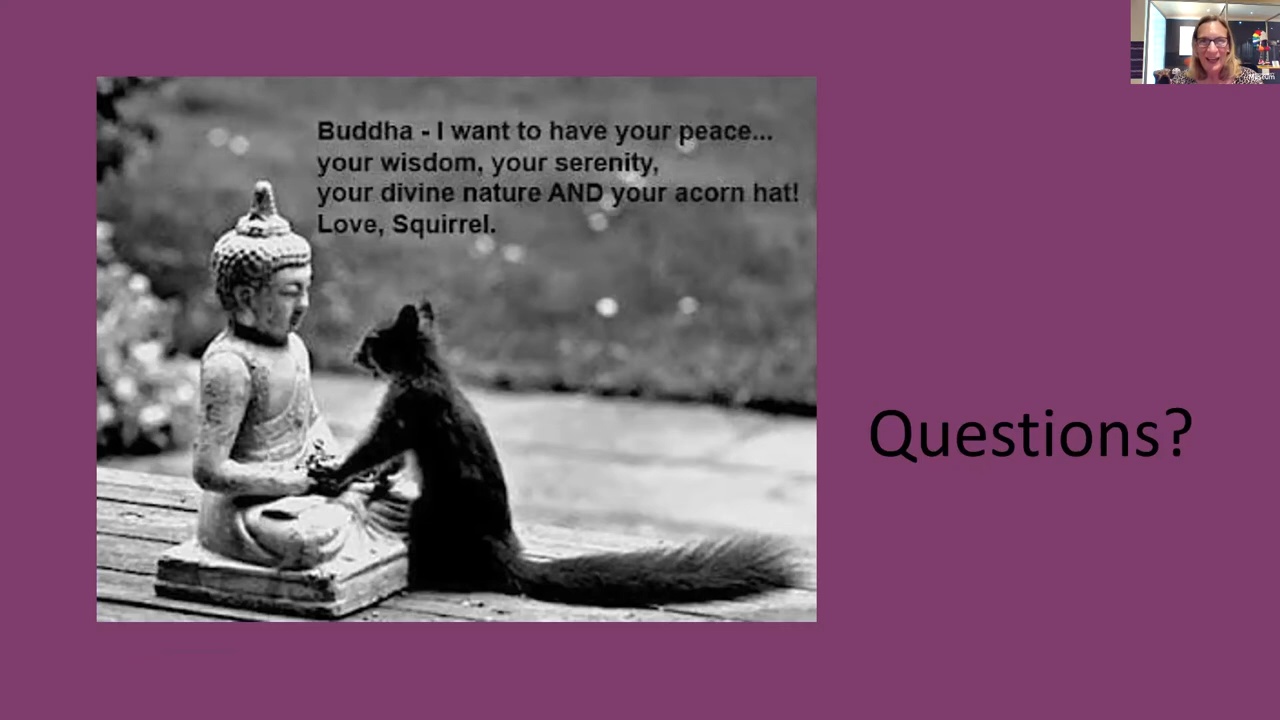 Buddha - I want to have your peace...
your wisdom, your serenity,
your divine nature AND your acorn hat!
Love, Squirrel.
Questions?
Museum